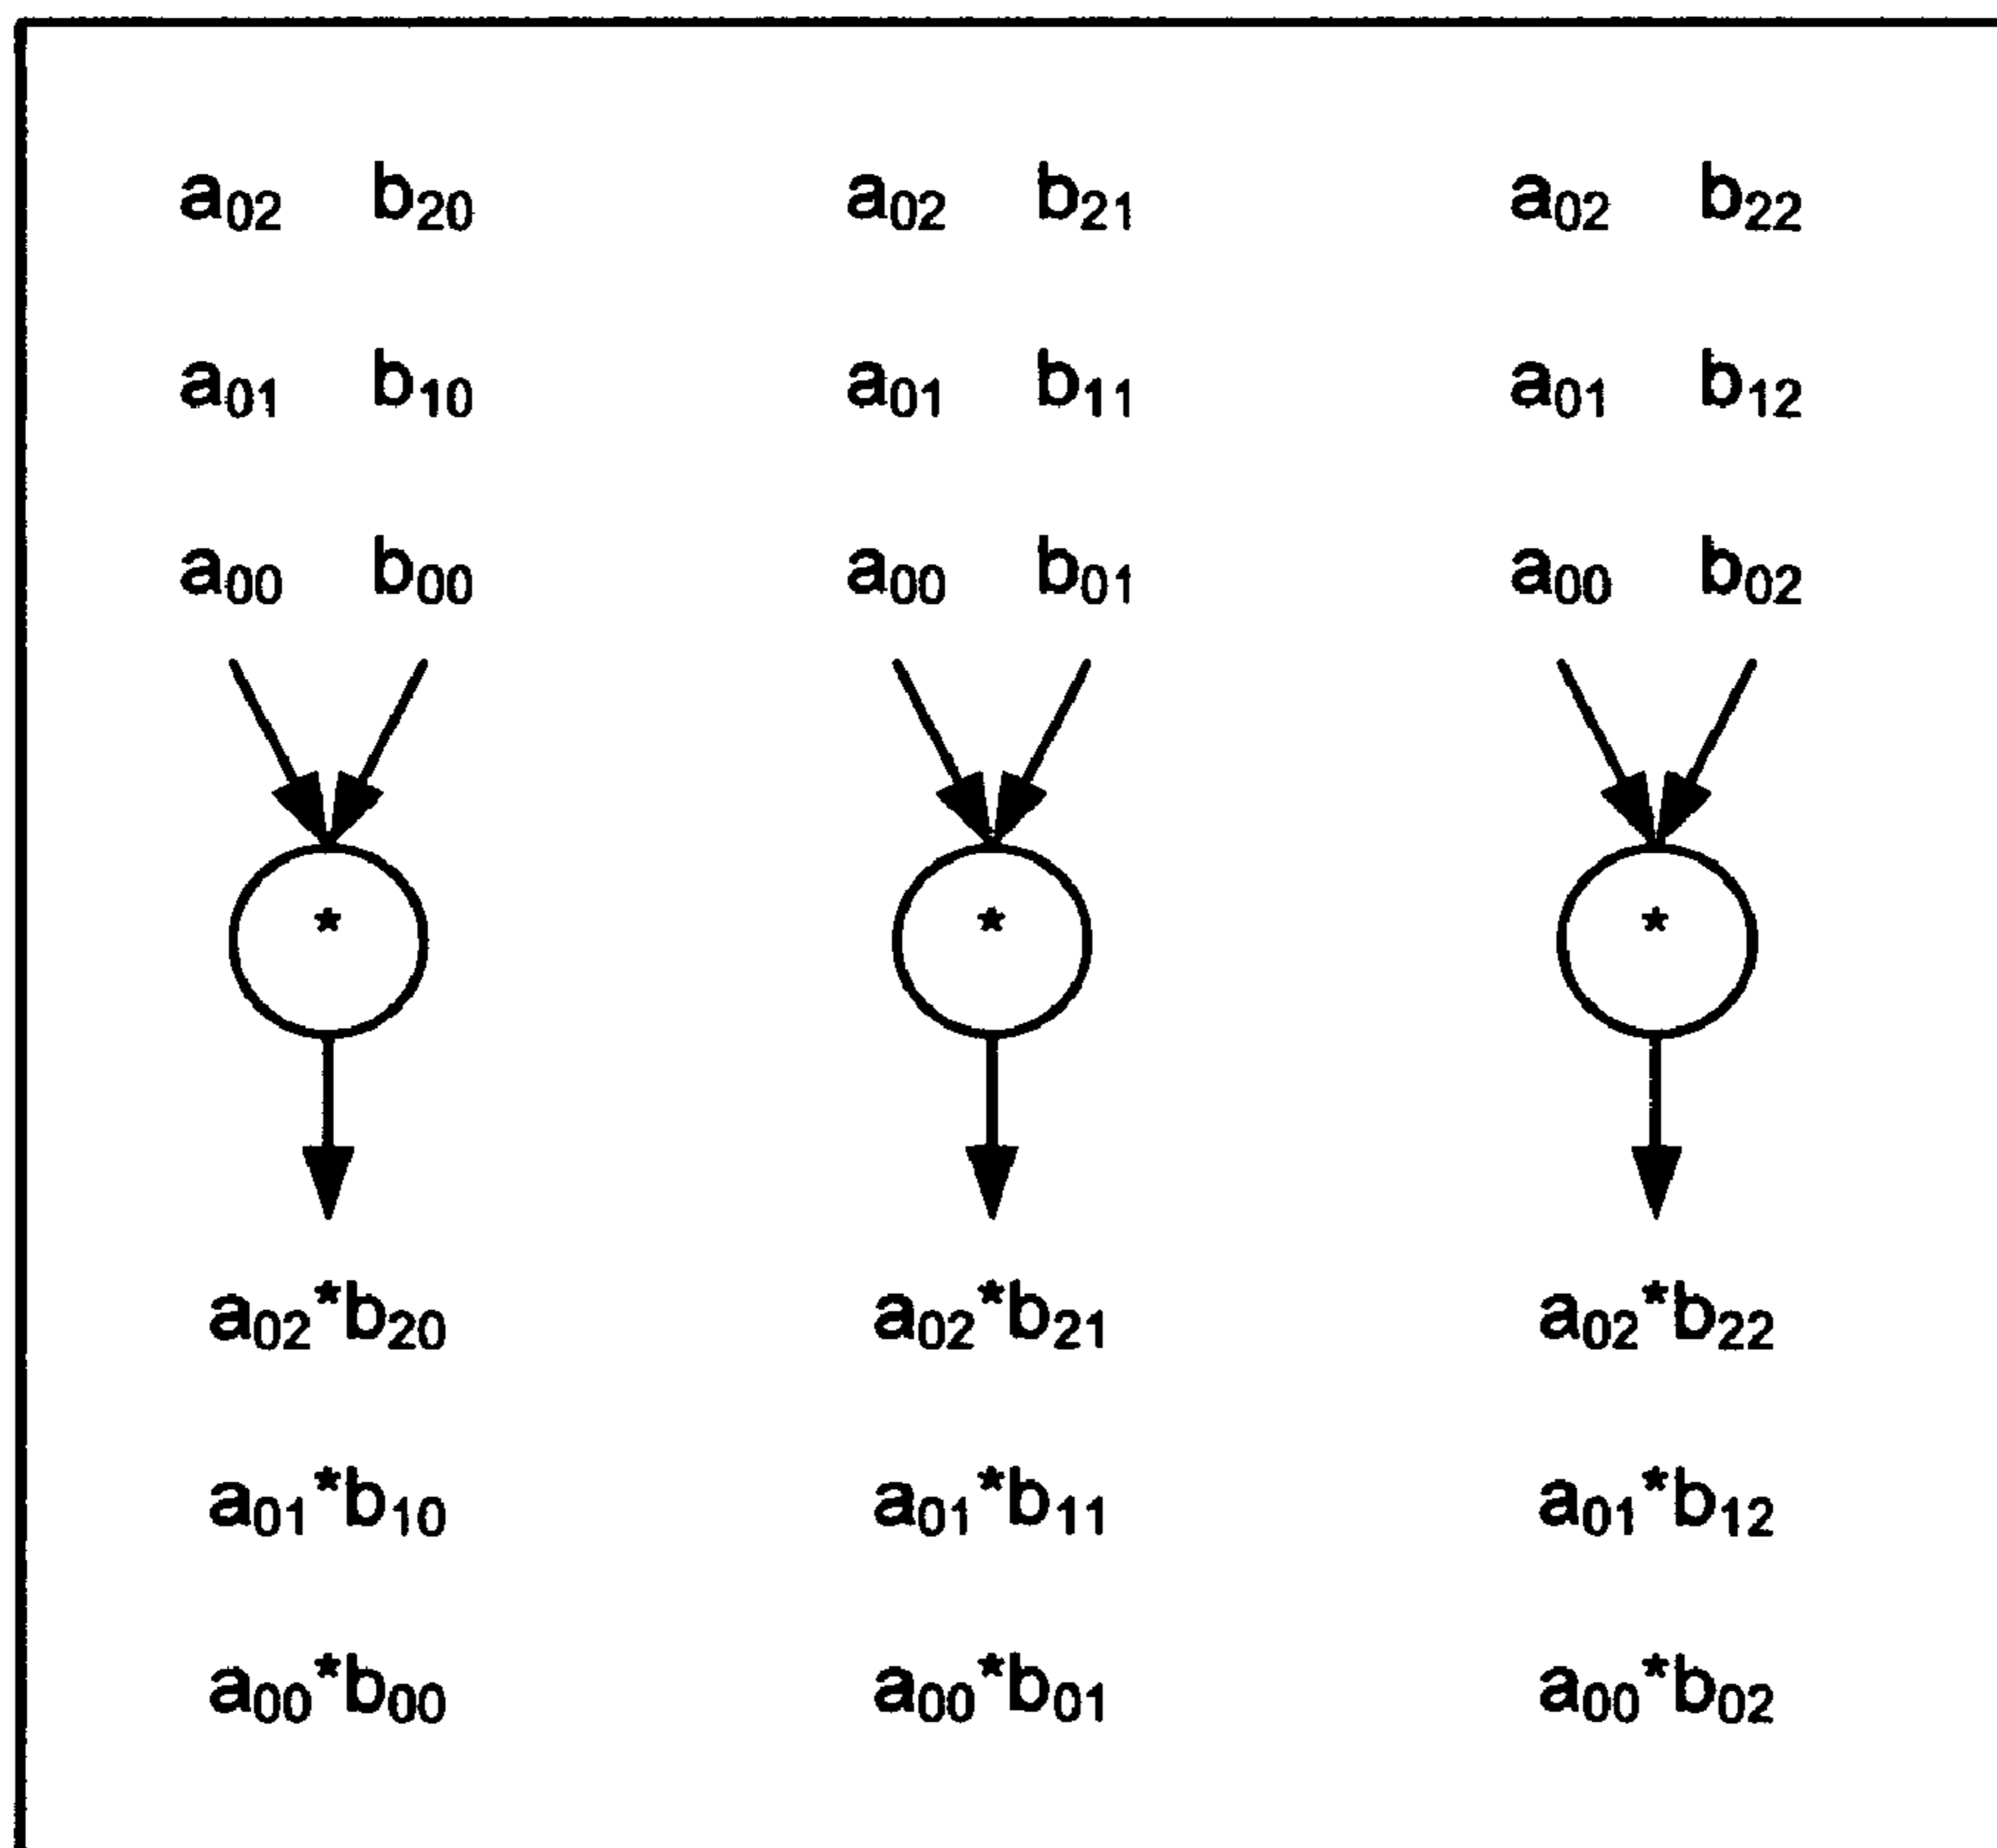 a₀₂ b₂₀ a₀₂ b₂₁ a₀₂ b₂₂
a₀₁ b₁₀ a₀₁ b₁₁ a₀₁ b₁₂
a₀₀ b₀₀ a₀₀ b₀₁ a₀₀ b₀₂
* * *
a₀₂*b₂₀ a₀₂*b₂₁ a₀₂*b₂₂
a₀₁*b₁₀ a₀₁*b₁₁ a₀₁*b₁₂
a₀₀*b₀₀ a₀₀*b₀₁ a₀₀*b₀₂